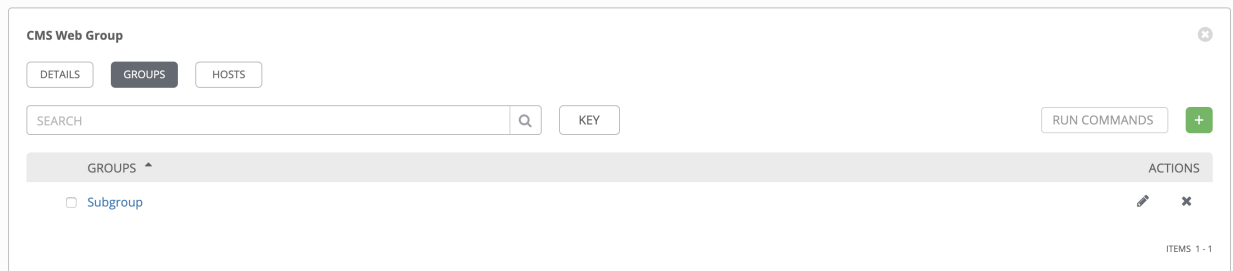 CMS Web Group
DETAILS GROUPS HOSTS
SEARCH KEY RUN COMMANDS +
GROUPS ACTIONS
Subgroup
ITEMS 1 - 1